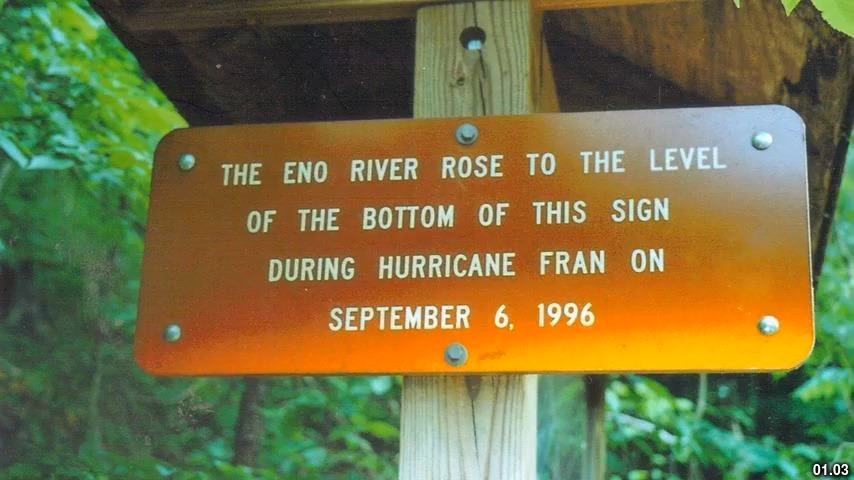 THE ENO RIVER ROSE TO THE LEVEL
OF THE BOTTOM OF THIS SIGN
DURING HURRICANE FRAN ON
SEPTEMBER 6, 1996
01.03